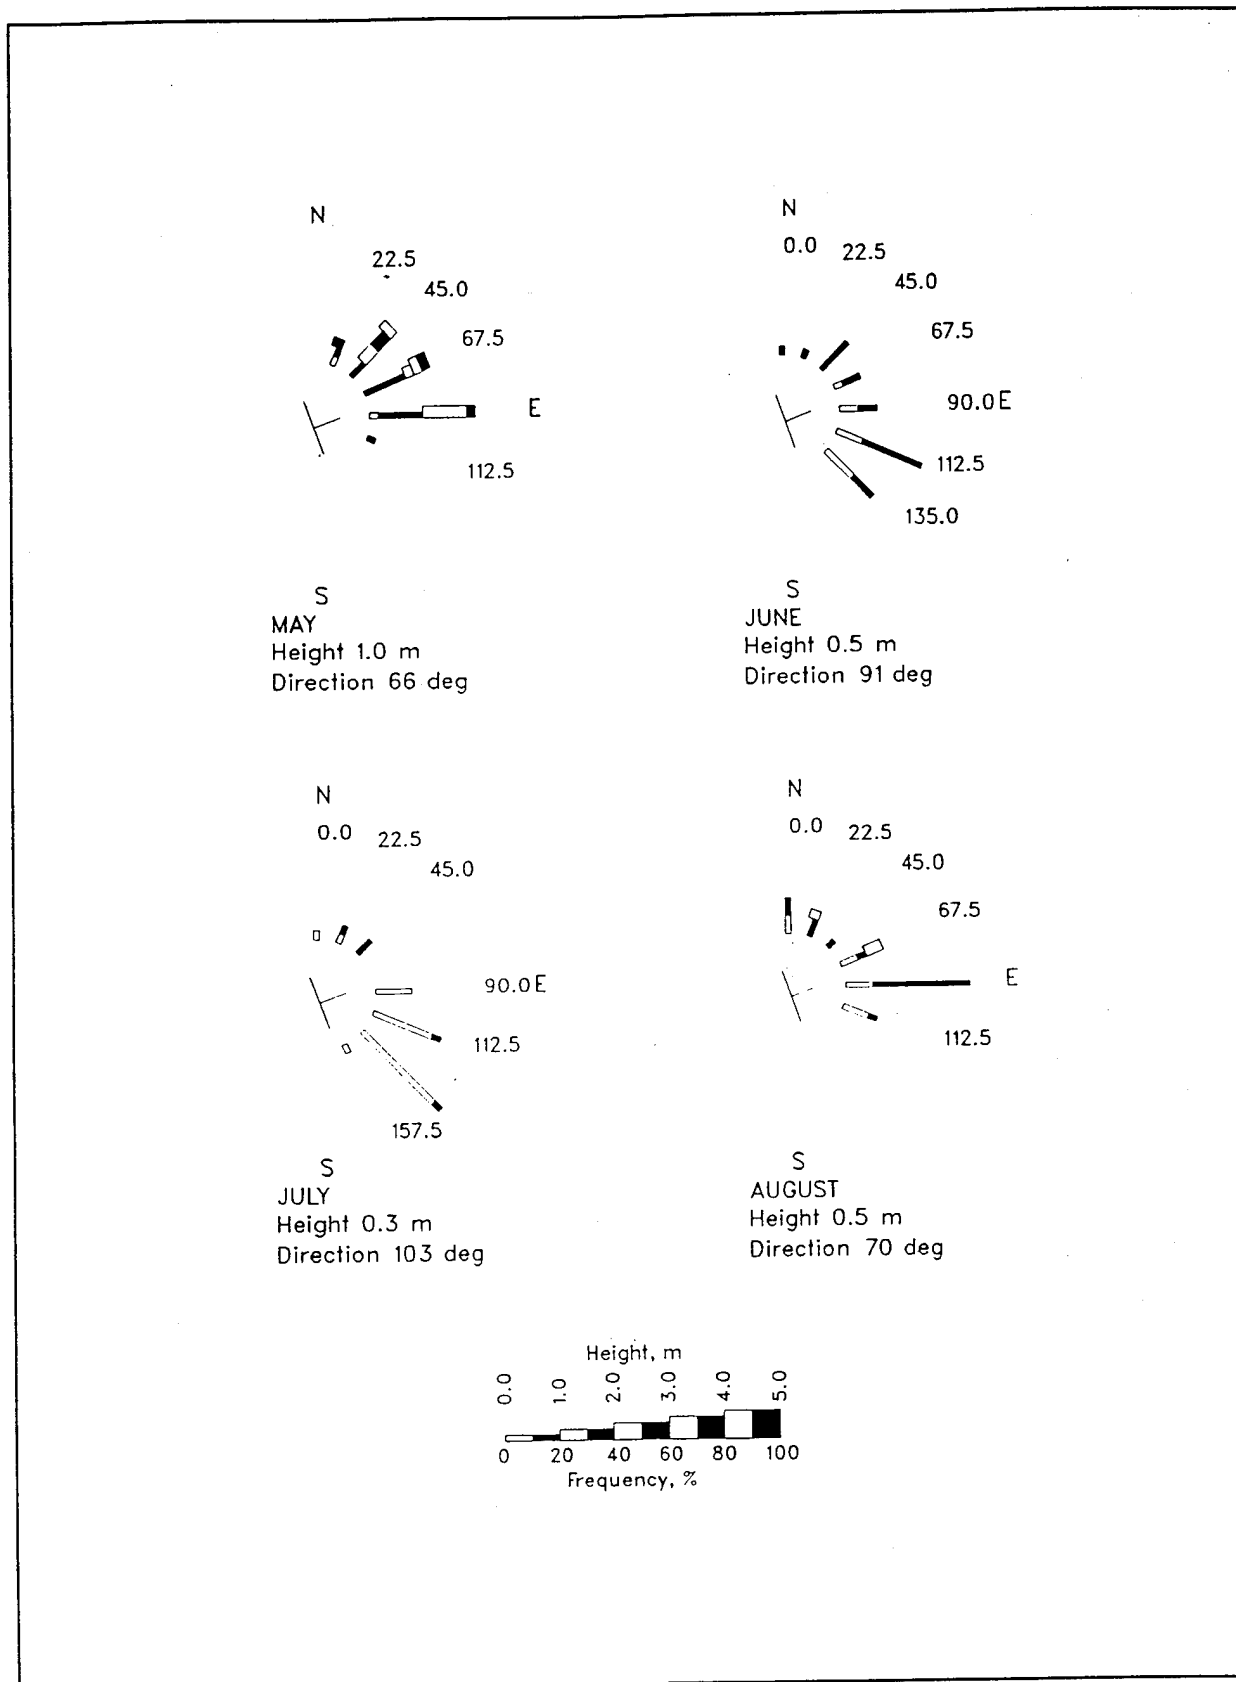 N
22.5
45.0
67.5
E
112.5
S
MAY
Height 1.0 m
Direction 66 deg
N
0.0 22.5
45.0
67.5
90.0 E
112.5
135.0
S
JUNE
Height 0.5 m
Direction 91 deg
N
0.0 22.5
45.0
90.0 E
112.5
157.5
S
JULY
Height 0.3 m
Direction 103 deg
N
0.0 22.5
45.0
67.5
E
112.5
S
AUGUST
Height 0.5 m
Direction 70 deg
Height, m
0.0 1.0 2.0 3.0 4.0 5.0
0 20 40 60 80 100
Frequency, %